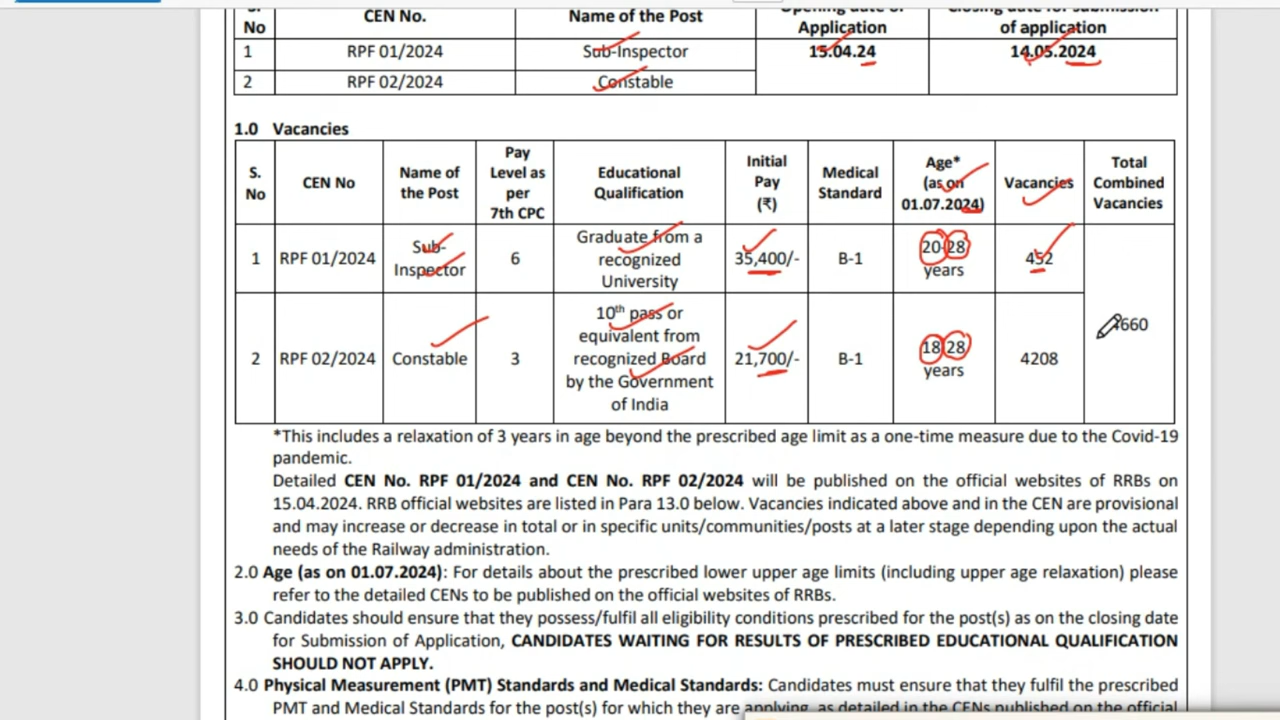 No
CEN No.
Name of the Post
Application
of application
1 RPF 01/2024 Sub-Inspector 15.04.24 14.05.2024
2 RPF 02/2024 Constable
1.0 Vacancies
S. No
CEN No
Name of the Post
Pay Level as per 7th CPC
Educational Qualification
Initial Pay (₹)
Medical Standard
Age* (as on 01.07.2024)
Vacancies
Total Combined Vacancies
1 RPF 01/2024 Sub-Inspector 6 Graduate from a recognized University 35,400/- B-1 20-28 years 452
2 RPF 02/2024 Constable 3 10th pass or equivalent from recognized Board by the Government of India 21,700/- B-1 18-28 years 4208
*This includes a relaxation of 3 years in age beyond the prescribed age limit as a one-time measure due to the Covid-19
pandemic.
Detailed CEN No. RPF 01/2024 and CEN No. RPF 02/2024 will be published on the official websites of RRBs on
15.04.2024. RRB official websites are listed in Para 13.0 below. Vacancies indicated above and in the CEN are provisional
and may increase or decrease in total or in specific units/communities/posts at a later stage depending upon the actual
needs of the Railway administration.
2.0 Age (as on 01.07.2024): For details about the prescribed lower upper age limits (including upper age relaxation) please
refer to the detailed CENs to be published on the official websites of RRBs.
3.0 Candidates should ensure that they possess/fulfil all eligibility conditions prescribed for the post(s) as on the closing date
for Submission of Application, CANDIDATES WAITING FOR RESULTS OF PRESCRIBED EDUCATIONAL QUALIFICATION
SHOULD NOT APPLY.
4.0 Physical Measurement (PMT) Standards and Medical Standards: Candidates must ensure that they fulfil the prescribed
PMT and Medical Standards for the post(s) for which they are applying, as detailed in the CENs published on the official